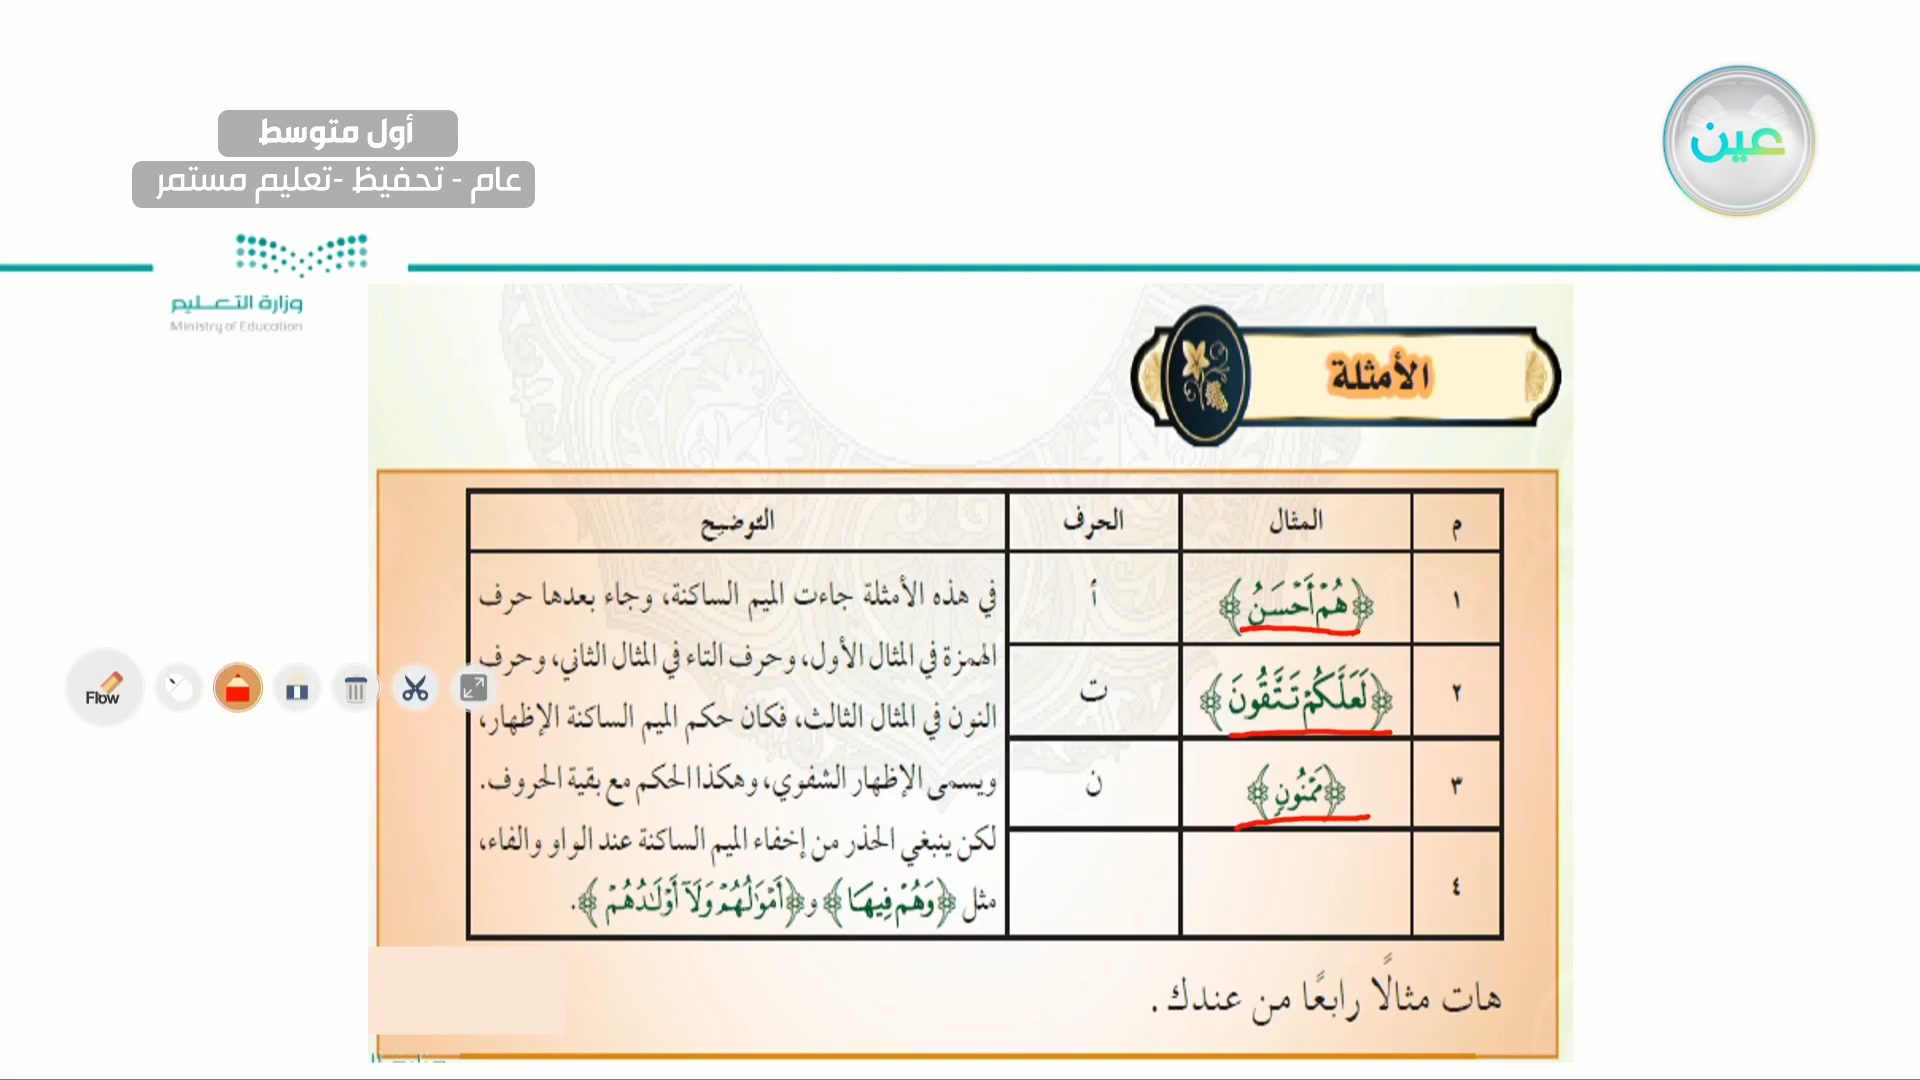 أول متوسط
عام - تحفيظ -تعليم مستمر
عين
وزارة التعليم
Ministry of Education
الأمثلة
م المثال الحرف التوضيح
١ ﴿هُمْ أَحْسَنُ﴾ أ
٢ ﴿لَعَلَّكُمْ تَتَّقُونَ﴾ ت
٣ ﴿مَمْنُونٍ﴾ ن
٤
في هذه الأمثلة جاءت الميم الساكنة، وجاء بعدها حرف
الهمزة في المثال الأول، وحرف التاء في المثال الثاني، وحرف
النون في المثال الثالث، فكان حكم الميم الساكنة الإظهار،
ويسمى الإظهار الشفوي، وهكذا الحكم مع بقية الحروف.
لكن ينبغي الحذر من إخفاء الميم الساكنة عند الواو والفاء،
مثل ﴿وَهُمْ فِيهَا﴾ و﴿أَمْوَٰلُهُمْ وَلَآ أَوْلَٰدُهُمْ﴾.
هات مثالًا رابعًا من عندك .
Flow